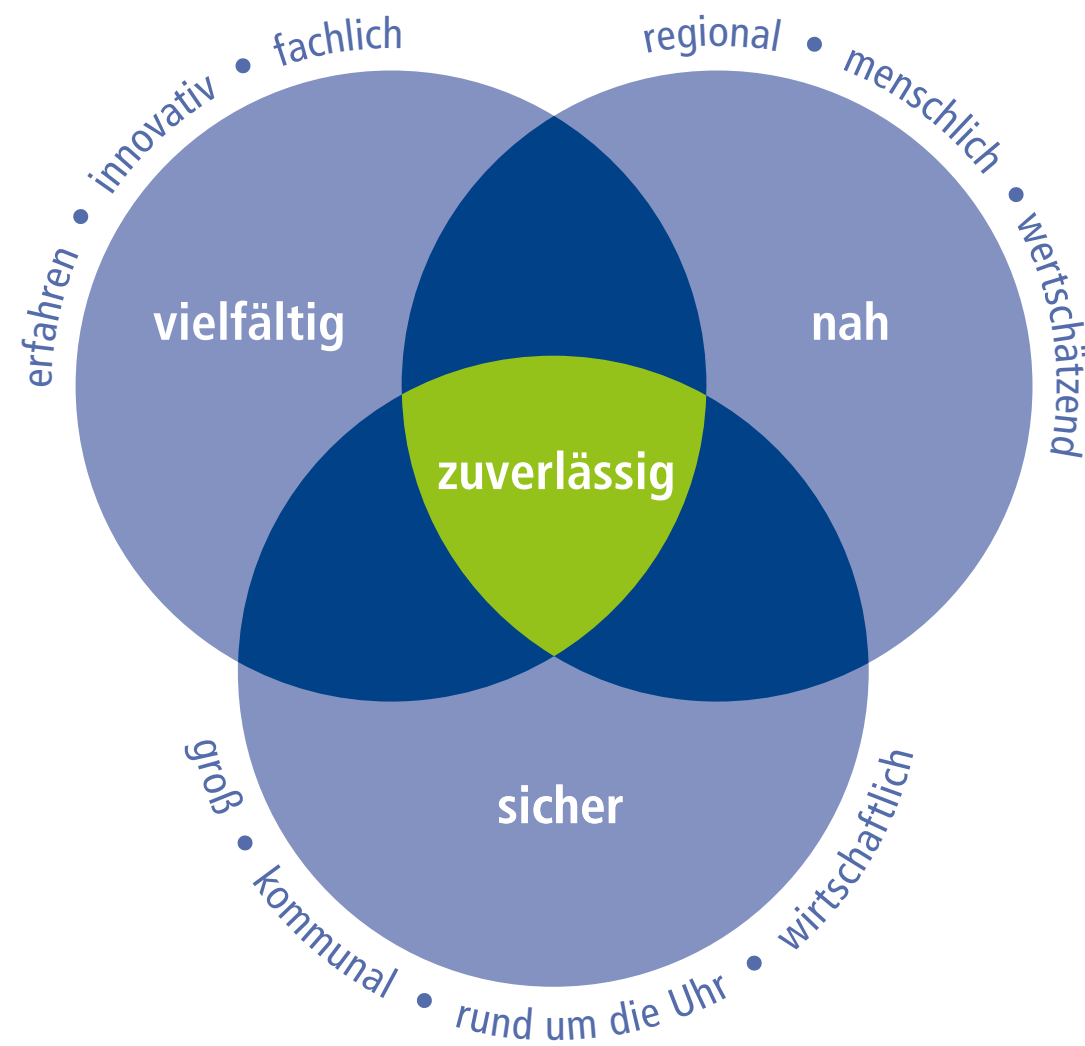 erfahren • innovativ • fachlich
regional • menschlich • wertschätzend
vielfältig
nah
zuverlässig
sicher
groß • kommunal • rund um die Uhr • wirtschaftlich